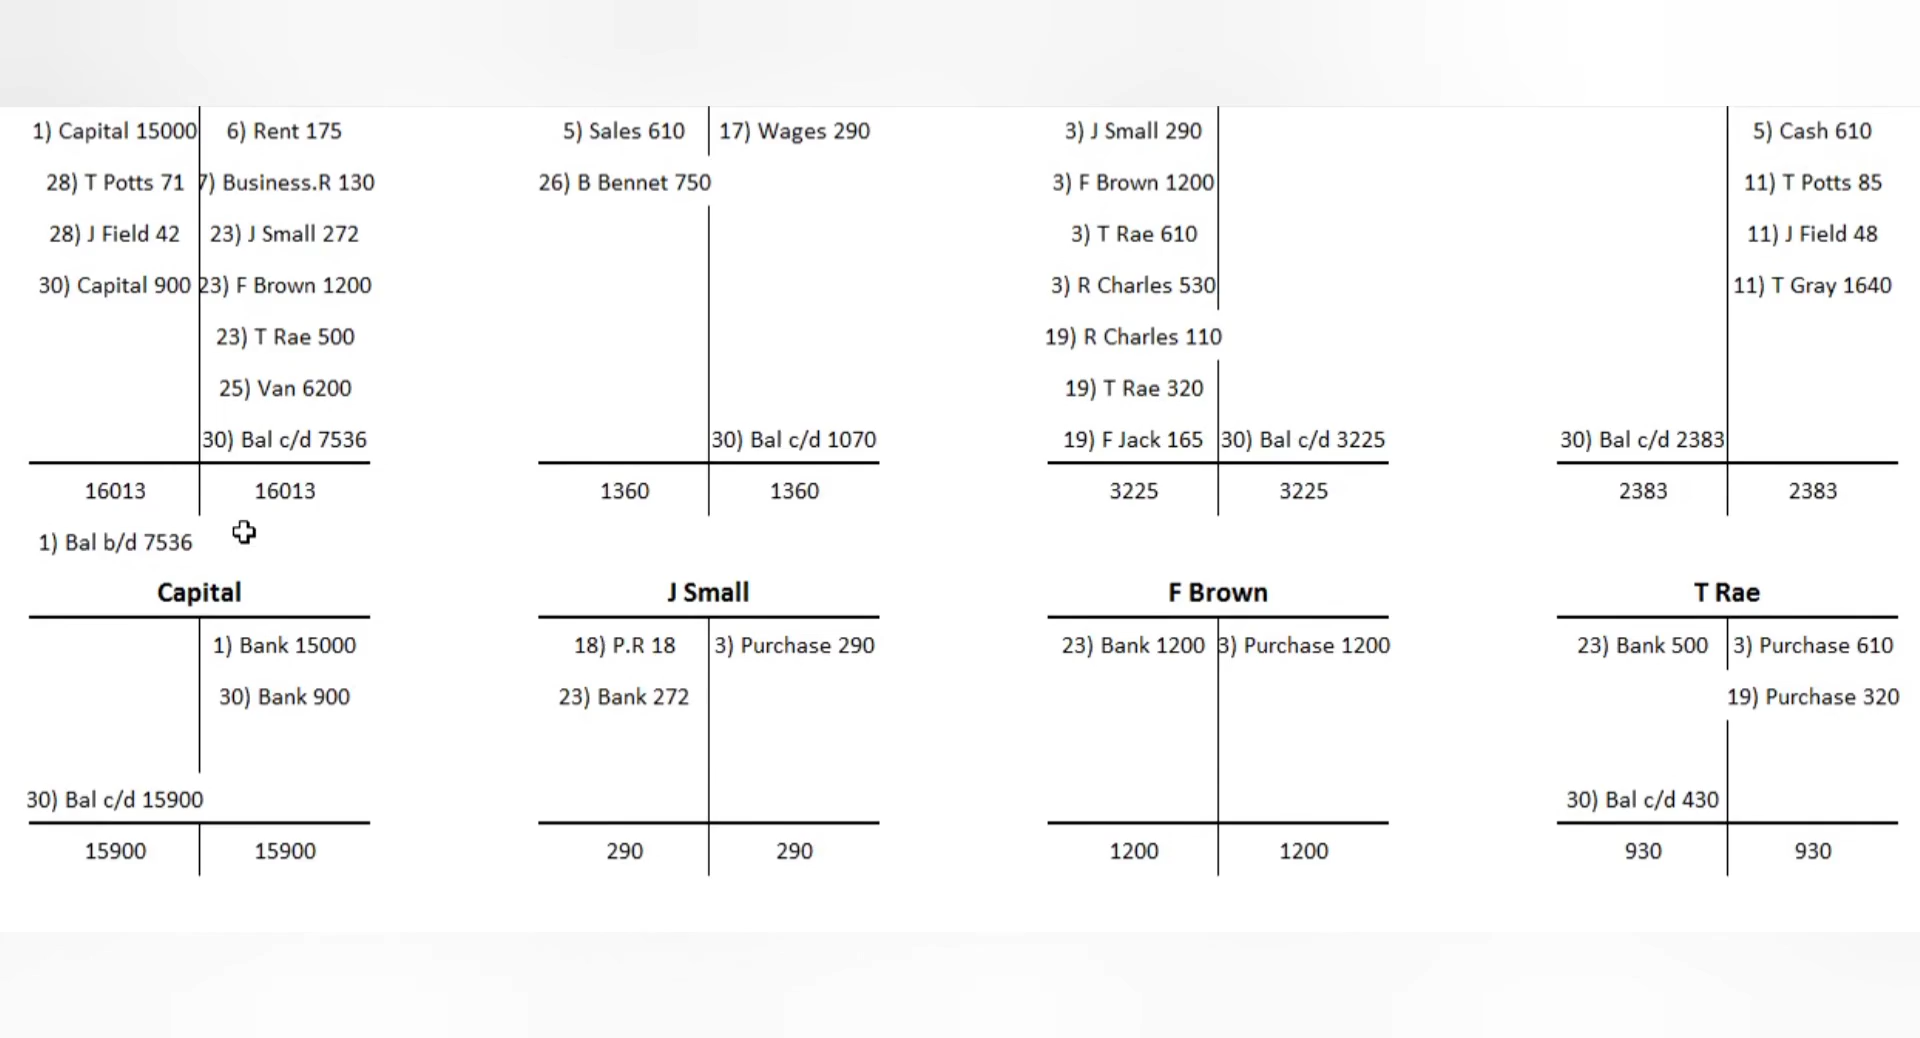 1) Capital 15000 6) Rent 175 5) Sales 610 17) Wages 290 3) J Small 290 5) Cash 610
28) T Potts 71 7) Business.R 130 26) B Bennet 750 3) F Brown 1200 11) T Potts 85
28) J Field 42 23) J Small 272 3) T Rae 610 11) J Field 48
30) Capital 900 23) F Brown 1200 3) R Charles 530 11) T Gray 1640
23) T Rae 500 19) R Charles 110
25) Van 6200 19) T Rae 320
30) Bal c/d 7536 30) Bal c/d 1070 19) F Jack 165 30) Bal c/d 3225 30) Bal c/d 2383
16013 16013 1360 1360 3225 3225 2383 2383
1) Bal b/d 7536
Capital J Small F Brown T Rae
1) Bank 15000 18) P.R 18 3) Purchase 290 23) Bank 1200 3) Purchase 1200 23) Bank 500 3) Purchase 610
30) Bank 900 23) Bank 272 19) Purchase 320
30) Bal c/d 15900 30) Bal c/d 430
15900 15900 290 290 1200 1200 930 930